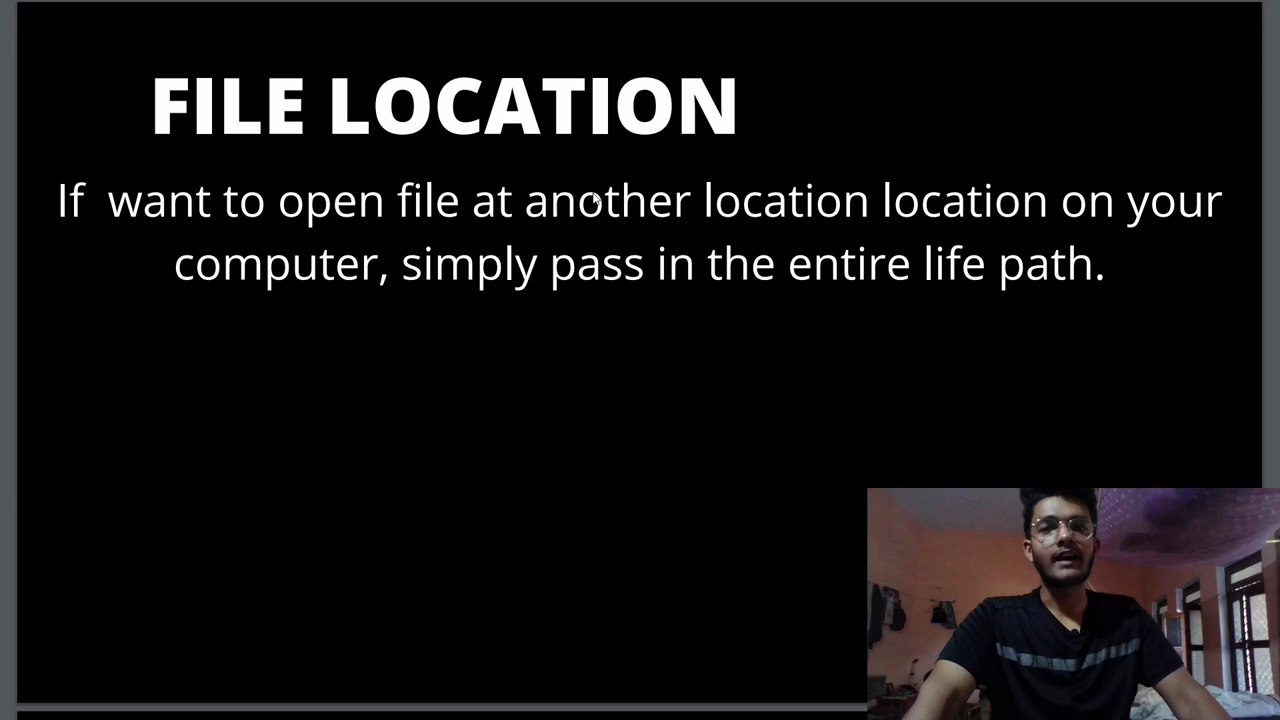 FILE LOCATION
If want to open file at another location location on your
computer, simply pass in the entire life path.